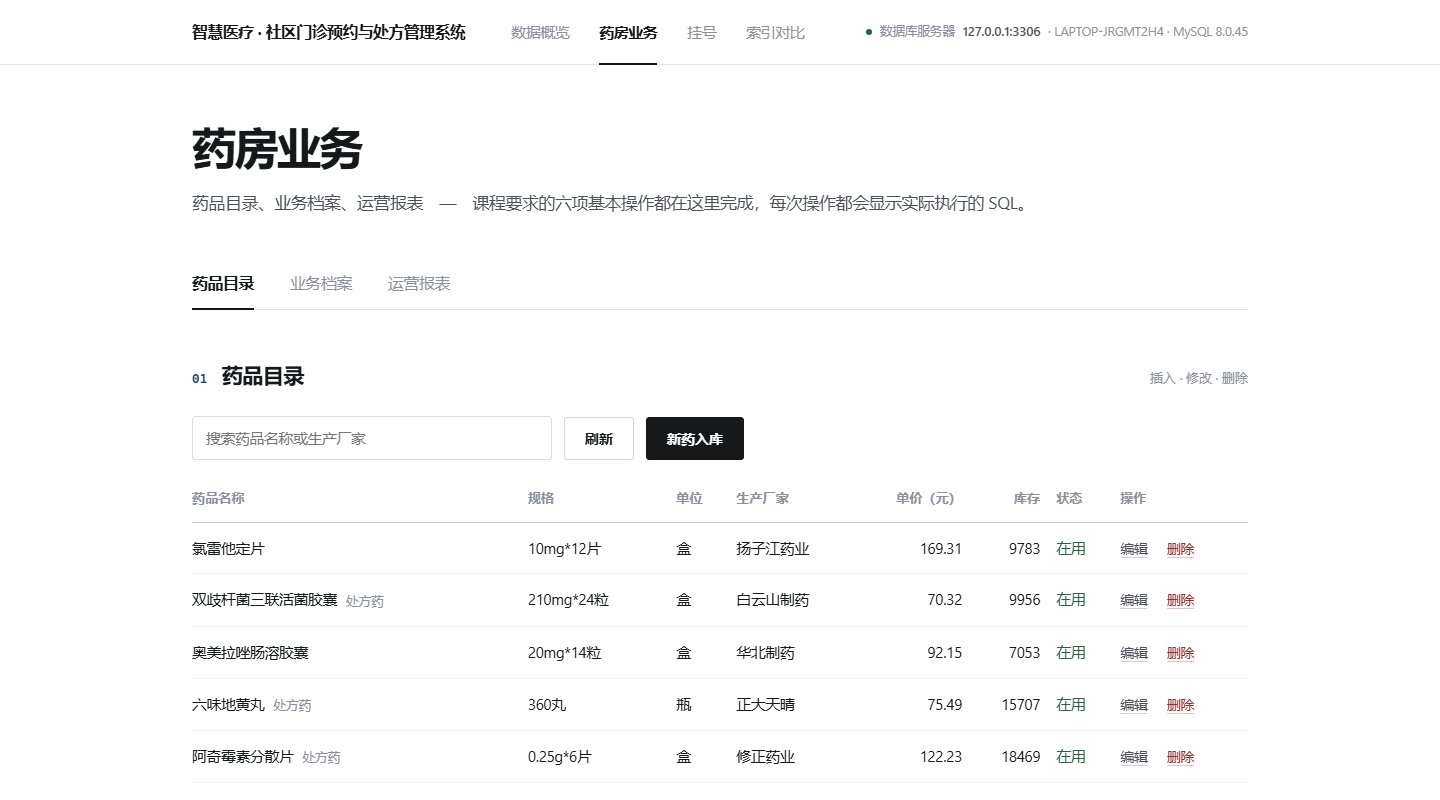 智慧医疗 · 社区门诊预约与处方管理系统 数据概览 药房业务 挂号 索引对比 数据库服务器 127.0.0.1:3306 · LAPTOP-JRGMT2H4 · MySQL 8.0.45
药房业务
药品目录、业务档案、运营报表 — 课程要求的六项基本操作都在这里完成，每次操作都会显示实际执行的 SQL。
药品目录 业务档案 运营报表
01 药品目录 插入 · 修改 · 删除
搜索药品名称或生产厂家 刷新 新药入库
药品名称 规格 单位 生产厂家 单价（元） 库存 状态 操作
氯雷他定片 10mg*12片 盒 扬子江药业 169.31 9783 在用 编辑 删除
双歧杆菌三联活菌胶囊 处方药 210mg*24粒 盒 白云山制药 70.32 9956 在用 编辑 删除
奥美拉唑肠溶胶囊 20mg*14粒 盒 华北制药 92.15 7053 在用 编辑 删除
六味地黄丸 处方药 360丸 瓶 正大天晴 75.49 15707 在用 编辑 删除
阿奇霉素分散片 处方药 0.25g*6片 盒 修正药业 122.23 18469 在用 编辑 删除